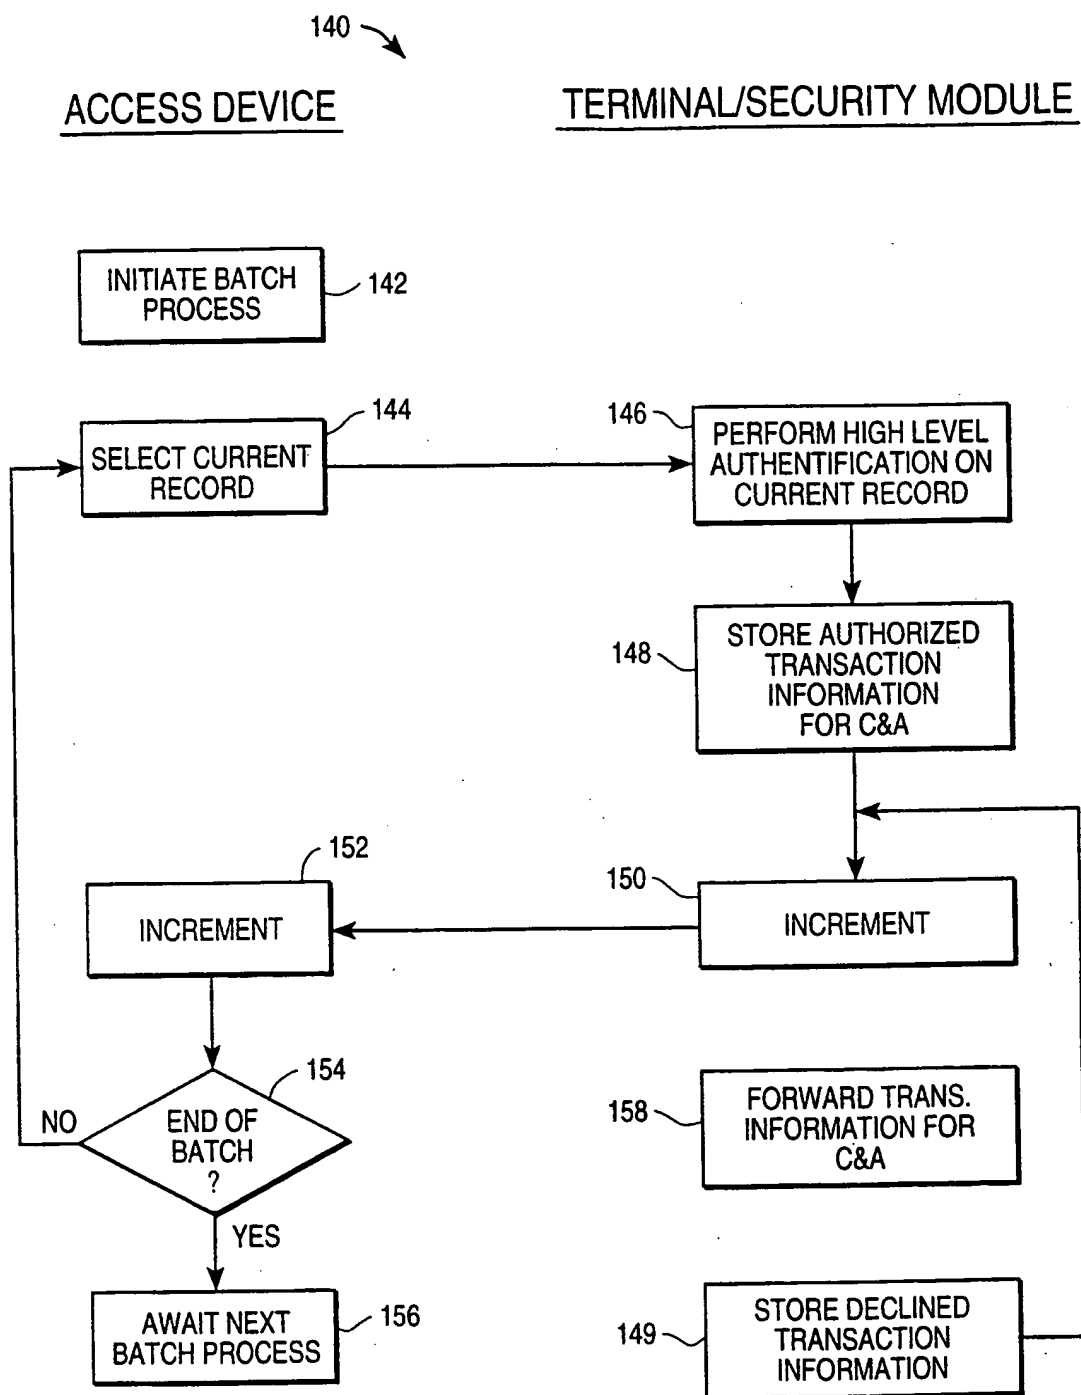 140
ACCESS DEVICE
TERMINAL/SECURITY MODULE
INITIATE BATCH
PROCESS
142
144
SELECT CURRENT
RECORD
146
PERFORM HIGH LEVEL
AUTHENTIFICATION ON
CURRENT RECORD
148
STORE AUTHORIZED
TRANSACTION
INFORMATION
FOR C&A
152
INCREMENT
150
INCREMENT
154
NO
END OF
BATCH
?
YES
158
FORWARD TRANS.
INFORMATION FOR
C&A
AWAIT NEXT
BATCH PROCESS
156
149
STORE DECLINED
TRANSACTION
INFORMATION